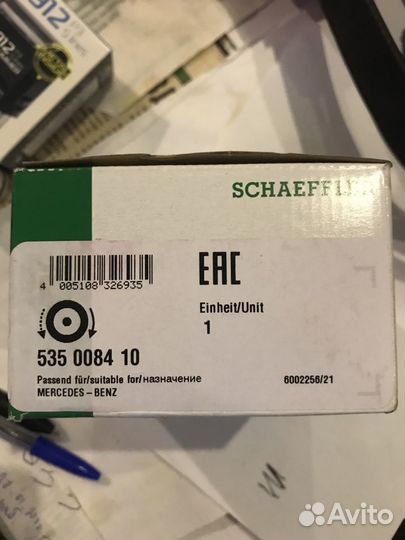 SCHAEFFLER
4 005108 326935
EAC
Einheit/Unit
1
535 0084 10
Passend für/suitable for/назначение
MERCEDES-BENZ
6002256/21
Avito